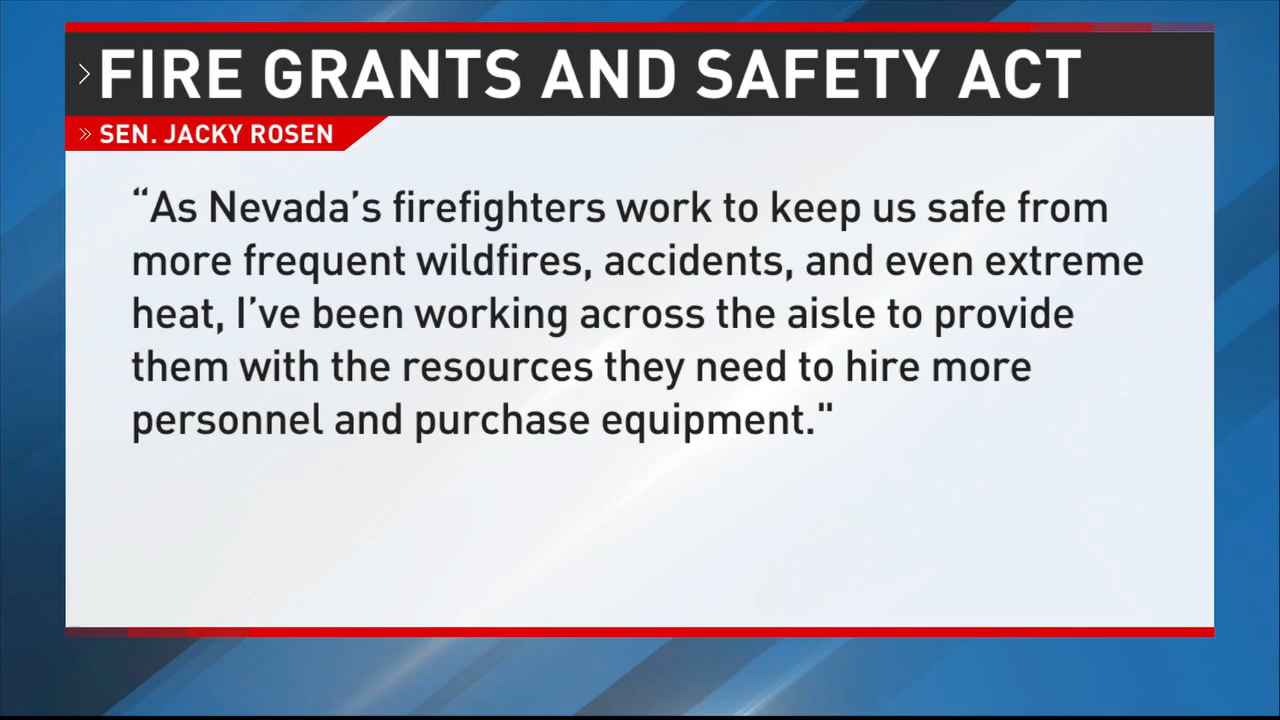 FIRE GRANTS AND SAFETY ACT
SEN. JACKY ROSEN
“As Nevada’s firefighters work to keep us safe from
more frequent wildfires, accidents, and even extreme
heat, I’ve been working across the aisle to provide
them with the resources they need to hire more
personnel and purchase equipment."